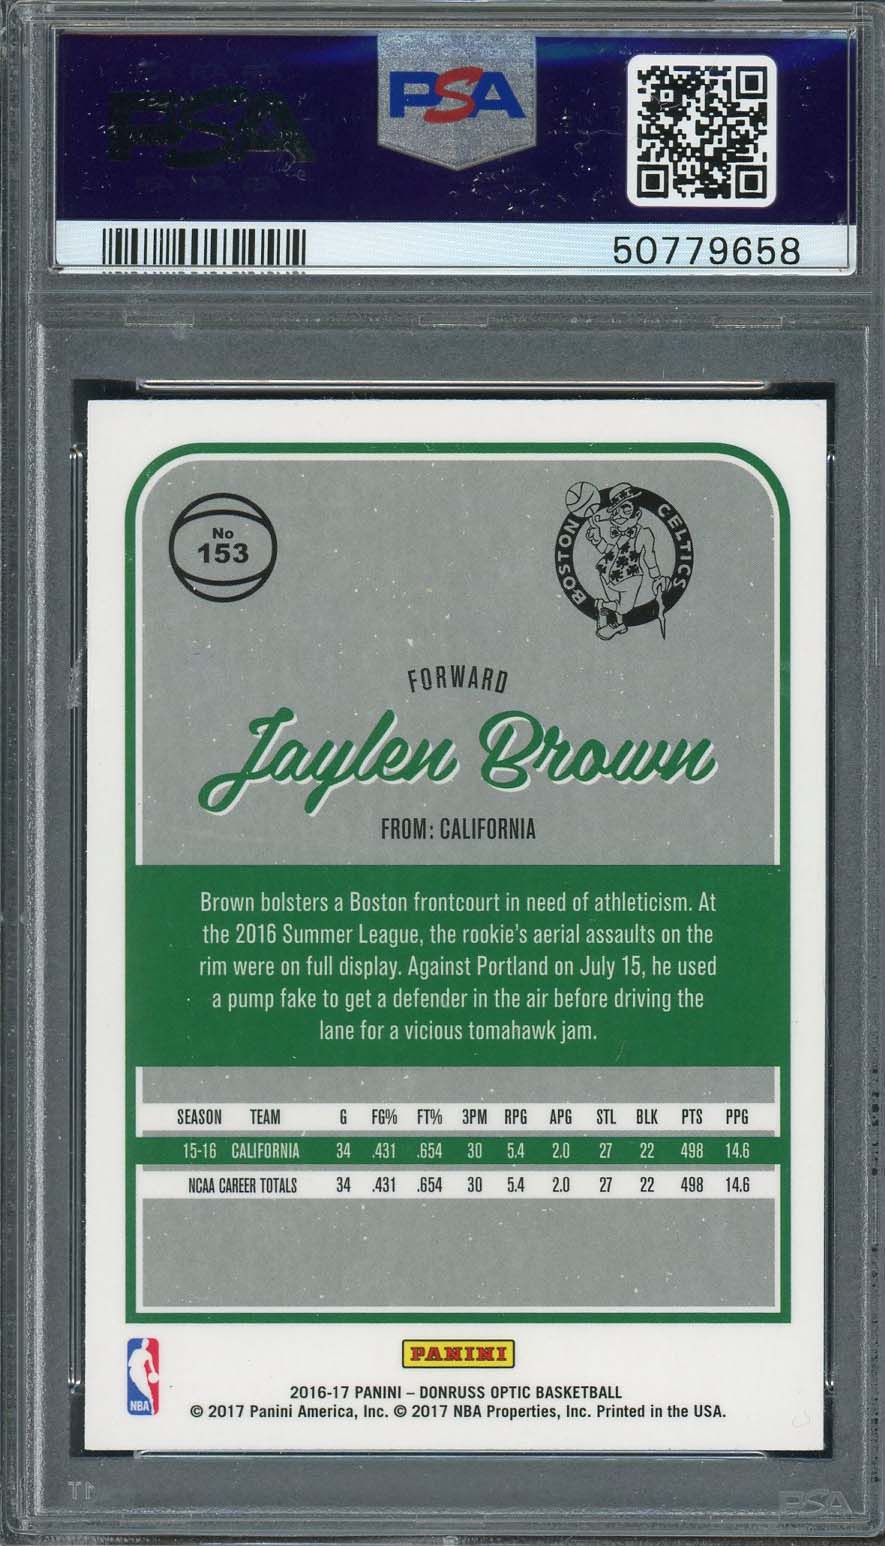 PSA
PSA
50779658
No
153
BOSTON CELTICS
FORWARD
Jaylen Brown
FROM: CALIFORNIA
Brown bolsters a Boston frontcourt in need of athleticism. At
the 2016 Summer League, the rookie's aerial assaults on the
rim were on full display. Against Portland on July 15, he used
a pump fake to get a defender in the air before driving the
lane for a vicious tomahawk jam.
SEASON TEAM G FG% FT% 3PM RPG APG STL BLK PTS PPG
15-16 CALIFORNIA 34 .431 .654 30 5.4 2.0 27 22 498 14.6
NCAA CAREER TOTALS 34 .431 .654 30 5.4 2.0 27 22 498 14.6
NBA
PANINI
2016-17 PANINI – DONRUSS OPTIC BASKETBALL
© 2017 Panini America, Inc. © 2017 NBA Properties, Inc. Printed in the USA.
PSA